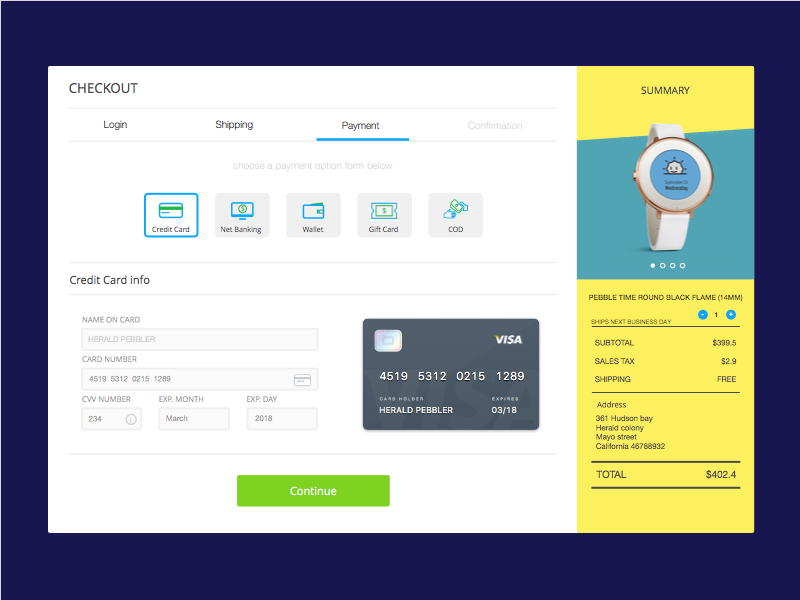 CHECKOUT
Login Shipping Payment Confirmation
choose a payment option form below
Credit Card Net Banking Wallet Gift Card COD
Credit Card info
NAME ON CARD
HERALD PEBBLER
CARD NUMBER
4519 5312 0215 1289
CVV NUMBER EXP. MONTH EXP. DAY
234 March 2018
VISA
4519 5312 0215 1289
CARD HOLDER EXPIRES
HERALD PEBBLER 03/18
Continue
SUMMARY
Wednesday
PEBBLE TIME ROUND BLACK FLAME (14MM)
- 1 +
SHIPS NEXT BUSINESS DAY
SUBTOTAL $399.5
SALES TAX $2.9
SHIPPING FREE
Address
361 Hudson bay
Herald colony
Mayo street
California 46788932
TOTAL $402.4